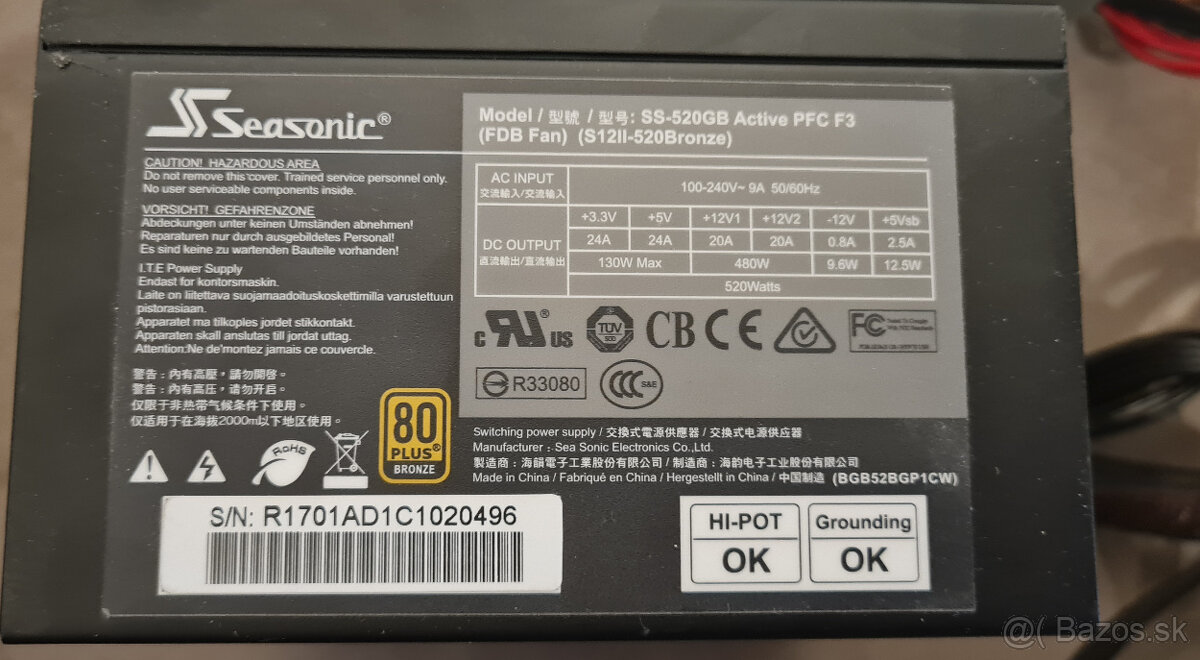 Seasonic®
CAUTION! HAZARDOUS AREA
Do not remove this cover. Trained service personnel only.
No user serviceable components inside.
VORSICHT! GEFAHRENZONE
Abdeckungen unter keinen Umständen abnehmen!
Reparaturen nur durch ausgebildetes Personal!
Es sind keine zu wartenden Bauteile vorhanden!
I.T.E Power Supply
Endast for kontorsmaskin.
Laite on liitettava suojamaadoituskoskettimilla varustettuun
pistorasiaan.
Apparatet ma tilkoples jordet stikkontakt.
Apparaten skall anslutas till jordat uttag.
Attention:Ne de'montez jamais ce couvercle.
警告：內有高壓，請勿開啓。
警告：内有高压，请勿开启。
仅限于非热带气候条件下使用。
仅适用于在海拔2000m以下地区使用。
RoHS
80
PLUS®
BRONZE
Model / 型號 / 型号: SS-520GB Active PFC F3
(FDB Fan) (S12II-520Bronze)
AC INPUT
交流輸入/交流输入
100-240V~ 9A 50/60Hz
DC OUTPUT
直流輸出/直流输出
+3.3V +5V +12V1 +12V2 -12V +5Vsb
24A 24A 20A 20A 0.8A 2.5A
130W Max 480W 9.6W 12.5W
520Watts
c RU® US TÜV SÜD CB CE FC
R33080 CCC S&E
Switching power supply / 交換式電源供應器 / 交换式电源供应器
Manufacturer : Sea Sonic Electronics Co.,Ltd.
製造商：海韻電子工業股份有限公司 / 制造商：海韵电子工业股份有限公司
Made in China / Fabriqué en China / Hergestellt in China / 中国制造 (BGB52BGP1CW)
S/N: R1701AD1C1020496
HI-POT
OK
Grounding
OK
@( Bazos.sk